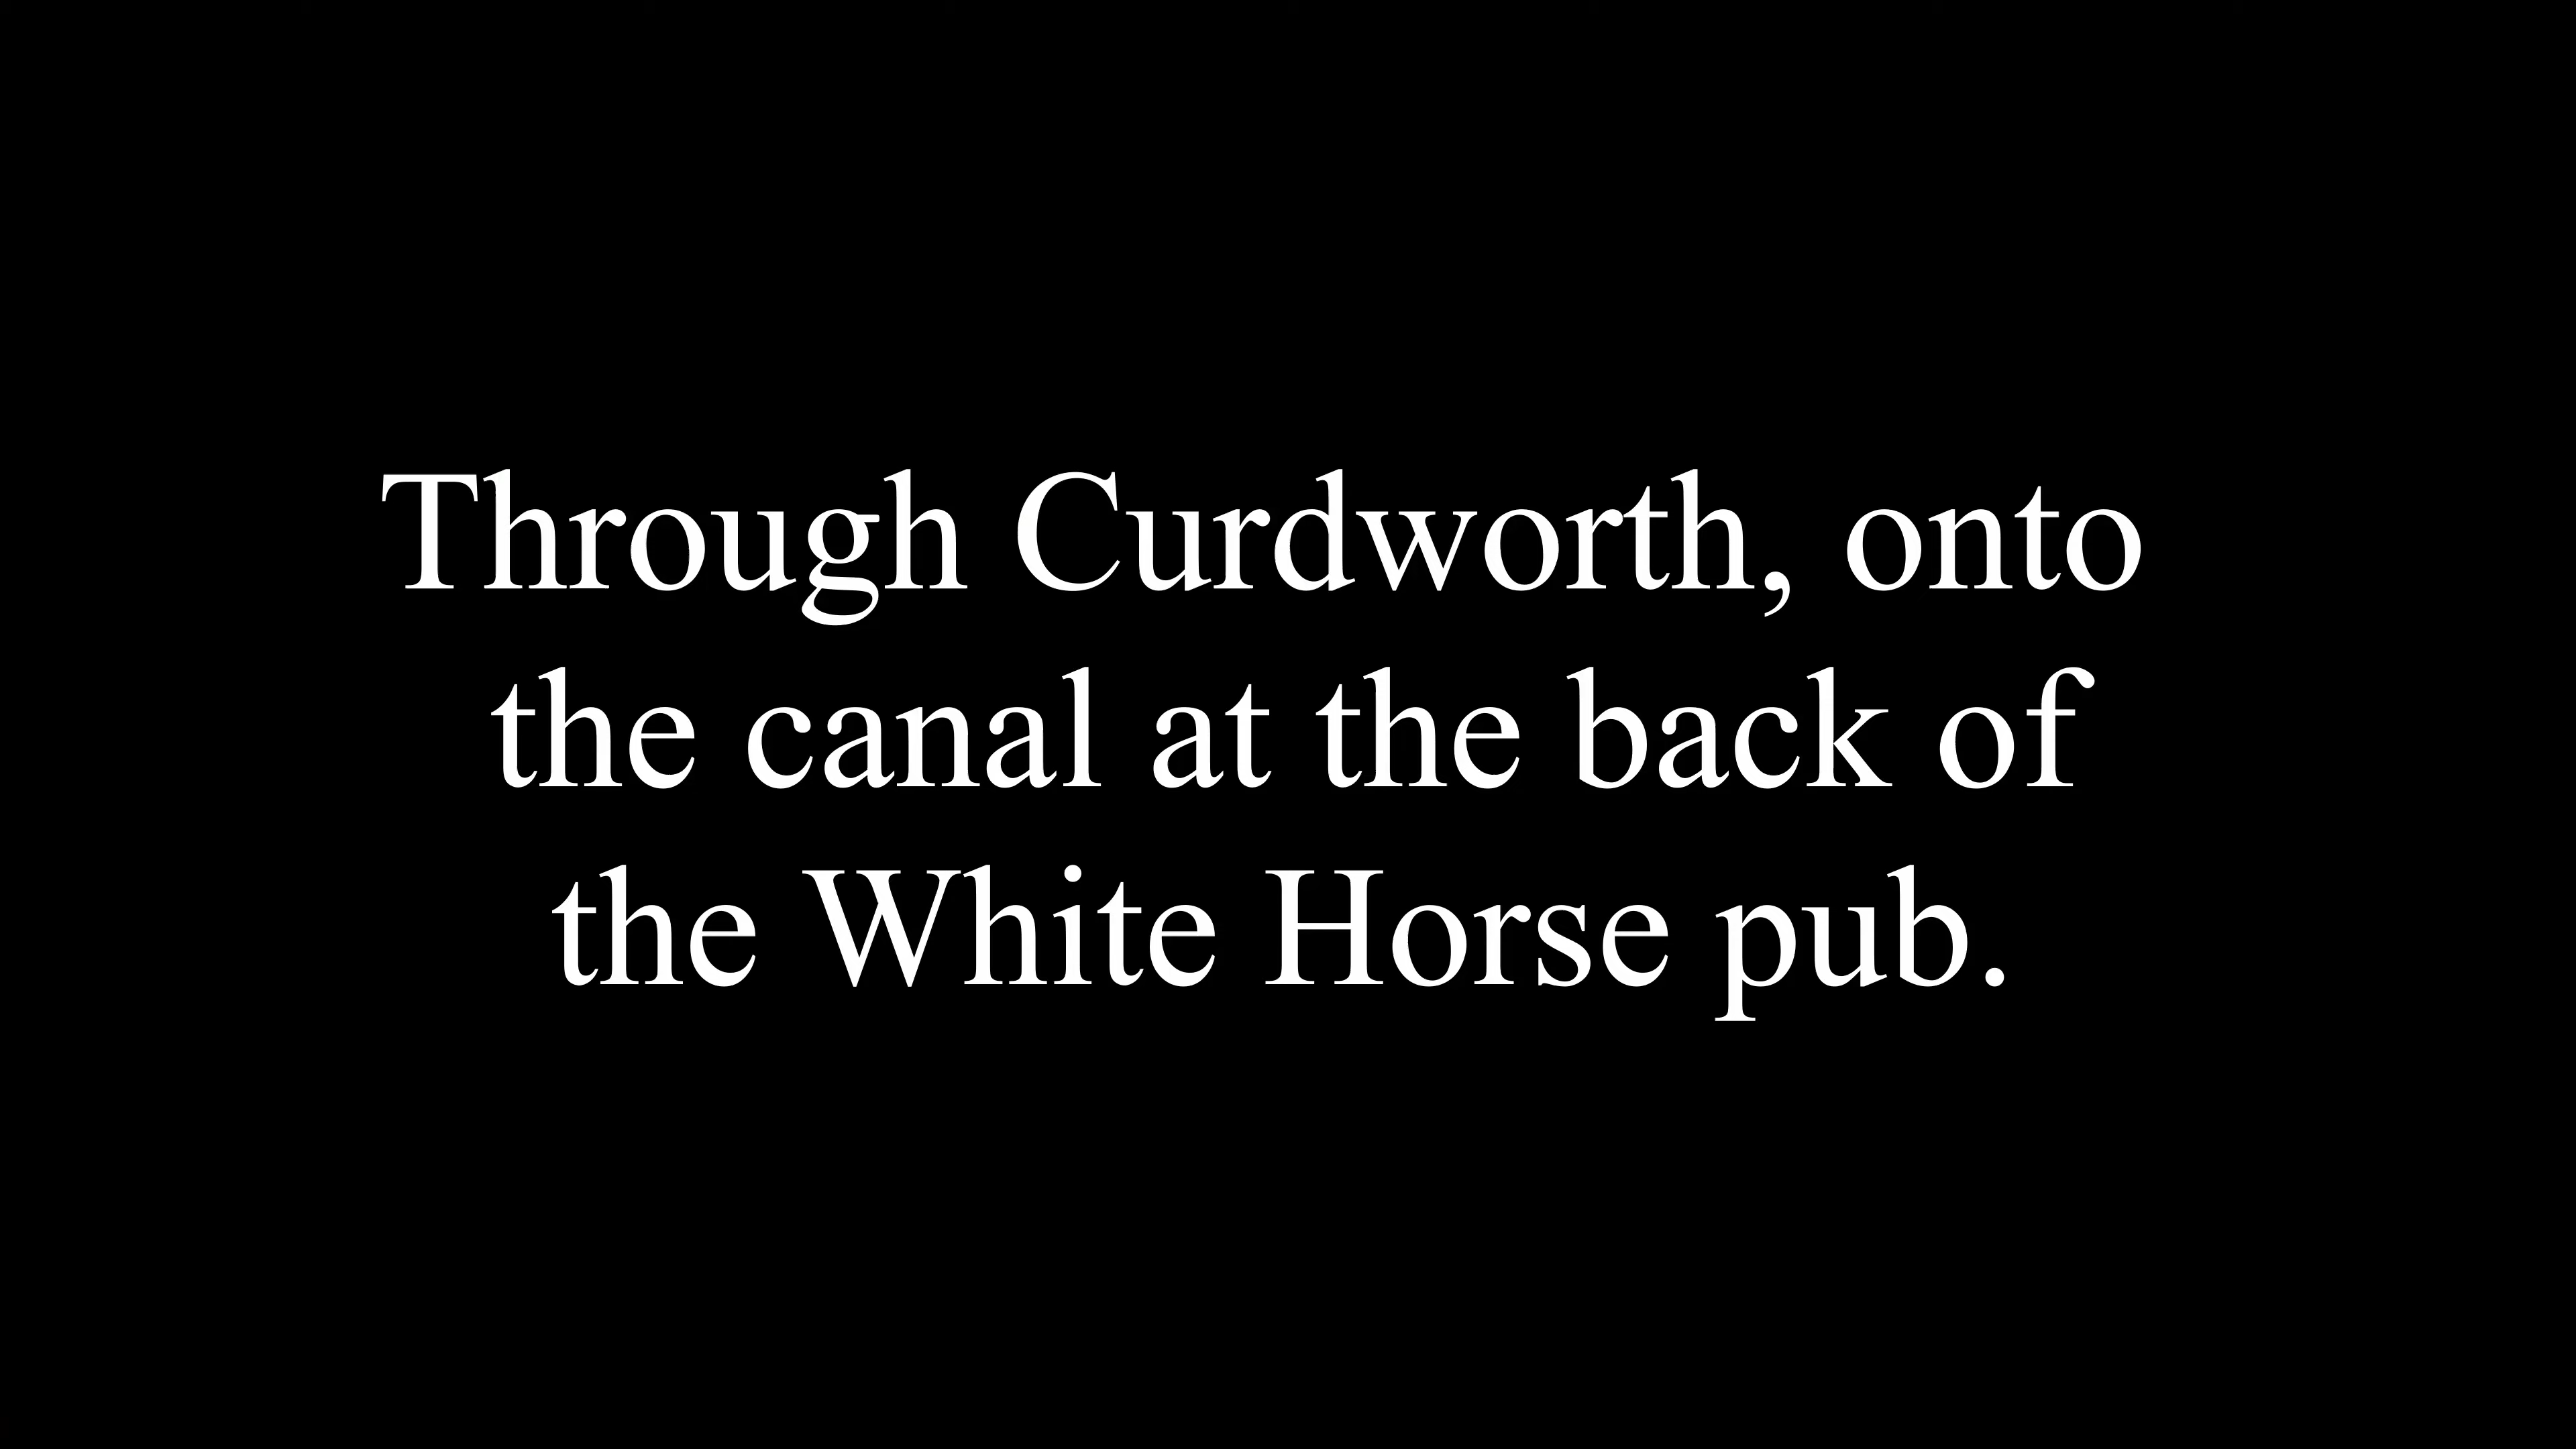 Through Curdworth, onto
the canal at the back of
the White Horse pub.